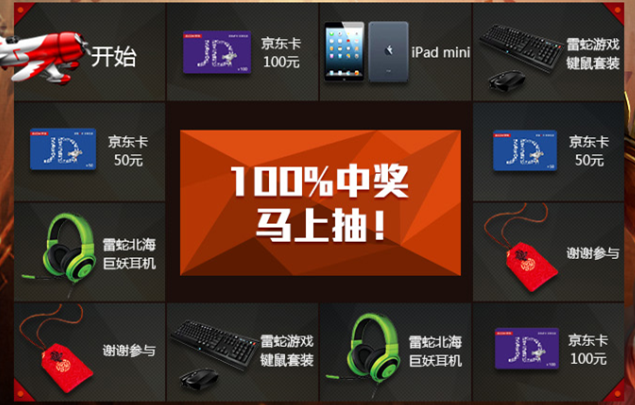 开始
京东卡
100元
iPad mini
雷蛇游戏
键鼠套装
京东卡
50元
100%中奖
马上抽!
京东卡
50元
雷蛇北海
巨妖耳机
谢谢参与
谢谢参与
雷蛇游戏
键鼠套装
雷蛇北海
巨妖耳机
京东卡
100元